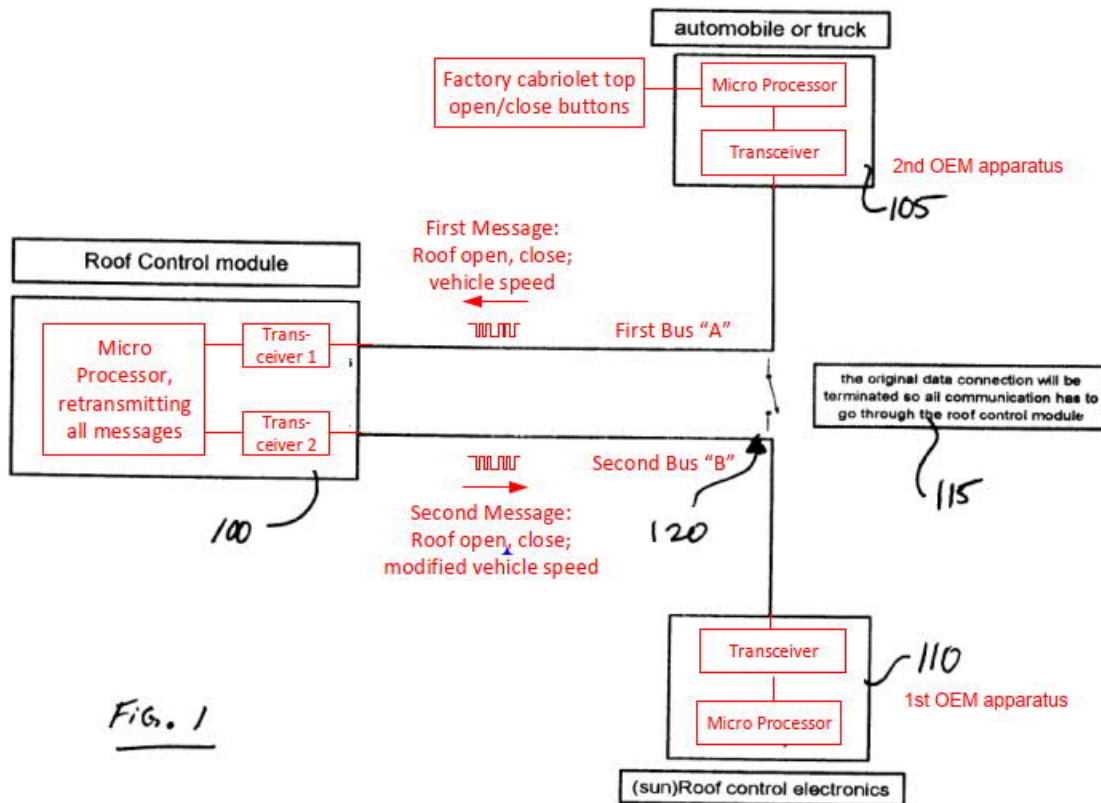 automobile or truck
Factory cabriolet top
open/close buttons
Micro Processor
Transceiver
2nd OEM apparatus
105
First Message:
Roof open, close;
vehicle speed
Roof Control module
Micro
Processor,
retransmitting
all messages
Trans-
ceiver 1
Trans-
ceiver 2
First Bus “A”
the original data connection will be
terminated so all communication has to
go through the roof control module
115
Second Bus “B”
120
100
Second Message:
Roof open, close;
modified vehicle speed
Transceiver
Micro Processor
110
1st OEM apparatus
(sun)Roof control electronics
FIG. 1